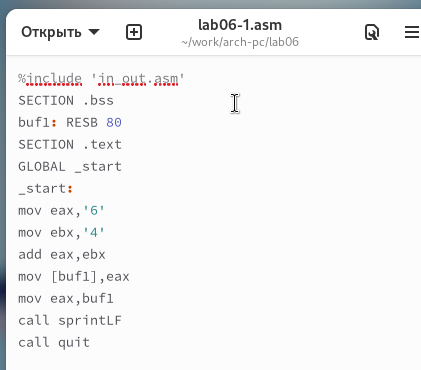 Открыть
lab06-1.asm
~/work/arch-pc/lab06
%include 'in_out.asm'
SECTION .bss
buf1: RESB 80
SECTION .text
GLOBAL _start
_start:
mov eax,'6'
mov ebx,'4'
add eax,ebx
mov [buf1],eax
mov eax,buf1
call sprintLF
call quit